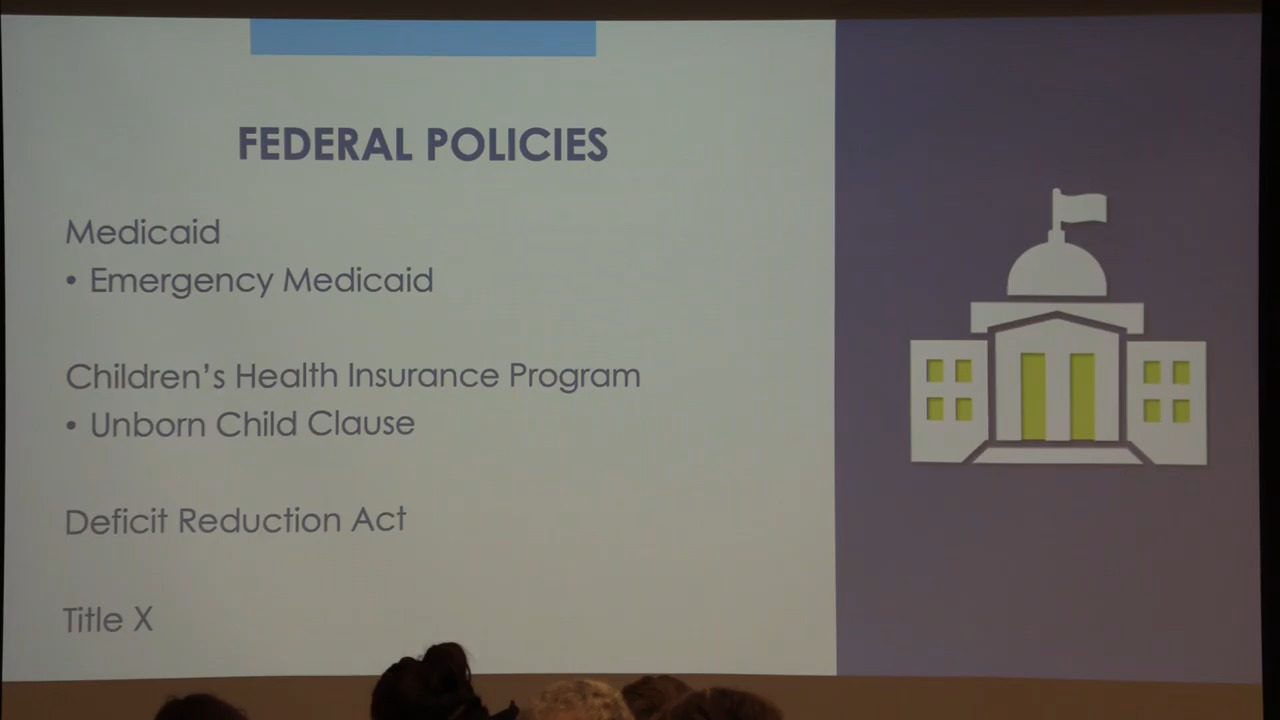 FEDERAL POLICIES
Medicaid
• Emergency Medicaid
Children's Health Insurance Program
• Unborn Child Clause
Deficit Reduction Act
Title X